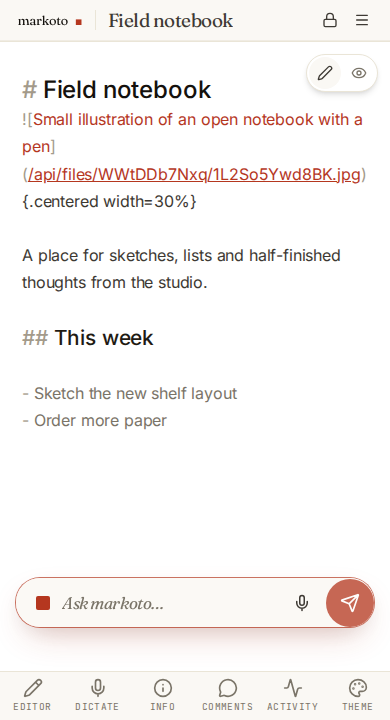 markoto
Field notebook
# Field notebook
![Small illustration of an open notebook with a
pen]
(/api/files/WWtDDb7Nxq/1L2So5Ywd8BK.jpg)
{.centered width=30%}
A place for sketches, lists and half-finished
thoughts from the studio.
## This week
- Sketch the new shelf layout
- Order more paper
Ask markoto...
EDITOR
DICTATE
INFO
COMMENTS
ACTIVITY
THEME